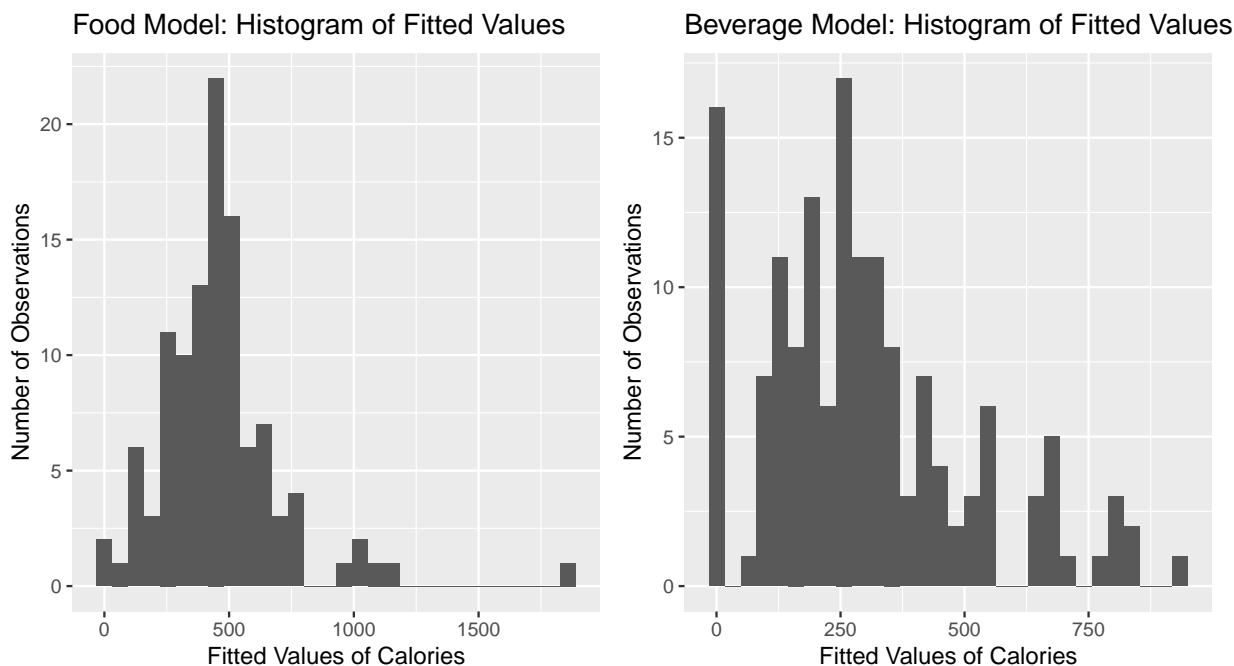 Food Model: Histogram of Fitted Values
20
15
10
5
0
Number of Observations
0 500 1000 1500
Fitted Values of Calories
Beverage Model: Histogram of Fitted Values
15
10
5
0
Number of Observations
0 250 500 750
Fitted Values of Calories